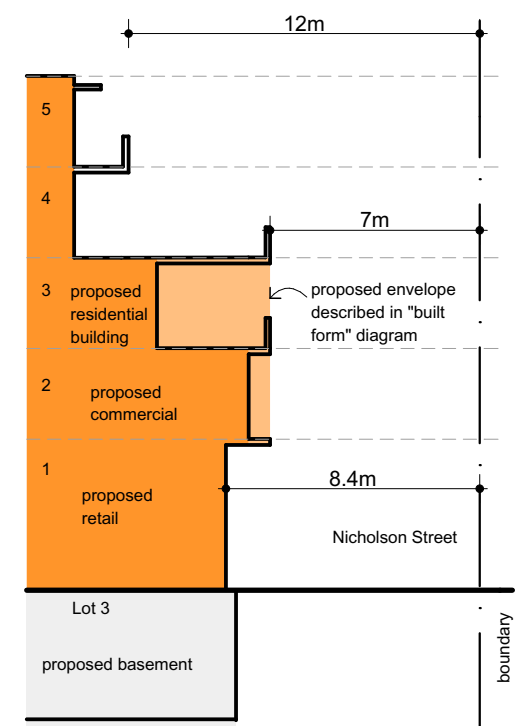 12m
5
4
7m
3
proposed
residential
building
proposed envelope
described in "built
form" diagram
2
proposed
commercial
1
8.4m
proposed
retail
Nicholson Street
Lot 3
proposed basement
boundary